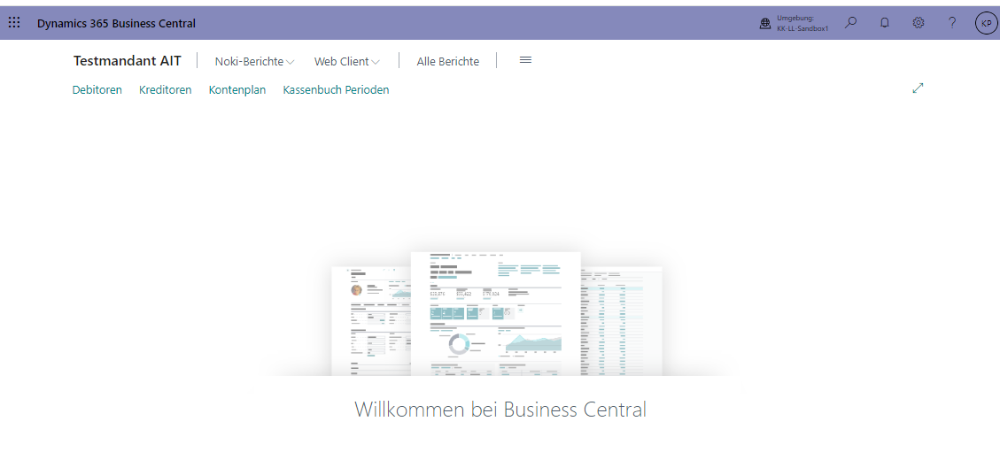 Dynamics 365 Business Central
Umgebung:
KK-LL-Sandbox1
?
KP
Testmandant AIT
Noki-Berichte
Web Client
Alle Berichte
Debitoren
Kreditoren
Kontenplan
Kassenbuch Perioden
Willkommen bei Business Central